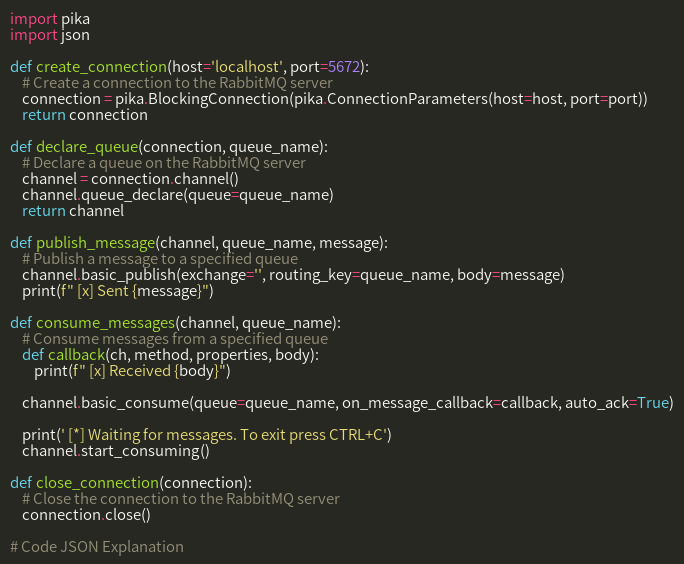 import pika
import json

def create_connection(host='localhost', port=5672):
    # Create a connection to the RabbitMQ server
    connection = pika.BlockingConnection(pika.ConnectionParameters(host=host, port=port))
    return connection

def declare_queue(connection, queue_name):
    # Declare a queue on the RabbitMQ server
    channel = connection.channel()
    channel.queue_declare(queue=queue_name)
    return channel

def publish_message(channel, queue_name, message):
    # Publish a message to a specified queue
    channel.basic_publish(exchange='', routing_key=queue_name, body=message)
    print(f" [x] Sent {message}")

def consume_messages(channel, queue_name):
    # Consume messages from a specified queue
    def callback(ch, method, properties, body):
        print(f" [x] Received {body}")

    channel.basic_consume(queue=queue_name, on_message_callback=callback, auto_ack=True)

    print(' [*] Waiting for messages. To exit press CTRL+C')
    channel.start_consuming()

def close_connection(connection):
    # Close the connection to the RabbitMQ server
    connection.close()

# Code JSON Explanation